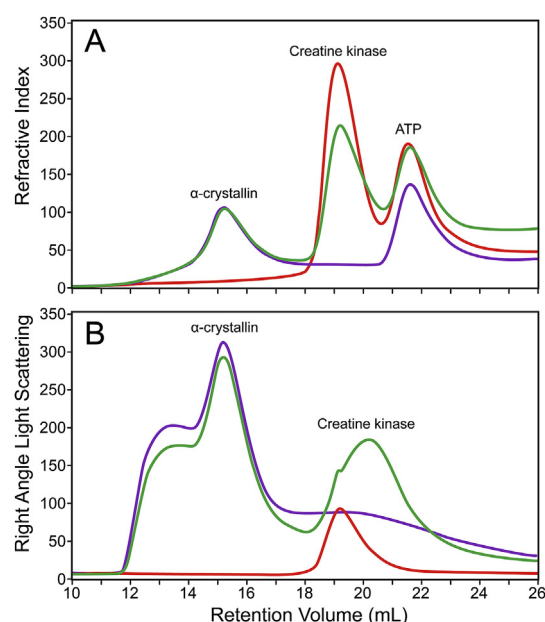 A
350
300
250
200
150
100
50
0
Refractive Index
Creatine kinase
ATP
α-crystallin
B
350
300
250
200
150
100
50
0
Right Angle Light Scattering
α-crystallin
Creatine kinase
10 12 14 16 18 20 22 24 26
Retention Volume (mL)